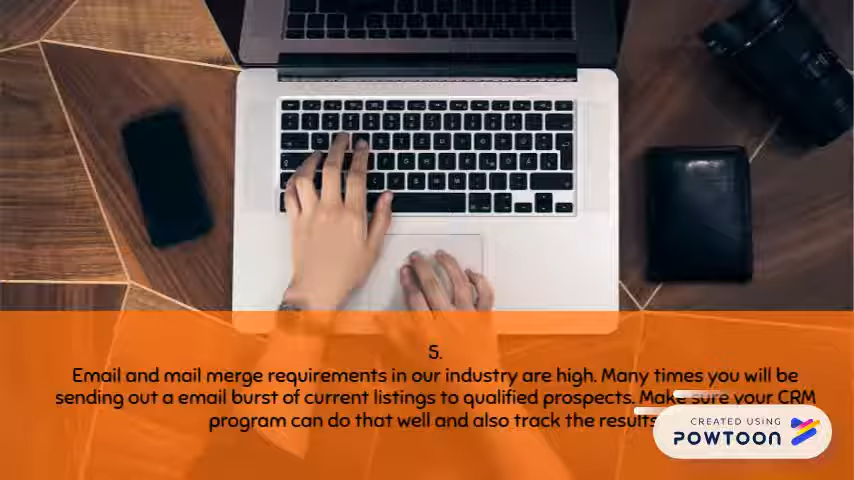 5.
Email and mail merge requirements in our industry are high. Many times you will be
sending out a email burst of current listings to qualified prospects. Make sure your CRM
program can do that well and also track the results
CREATED USING
POWTOON